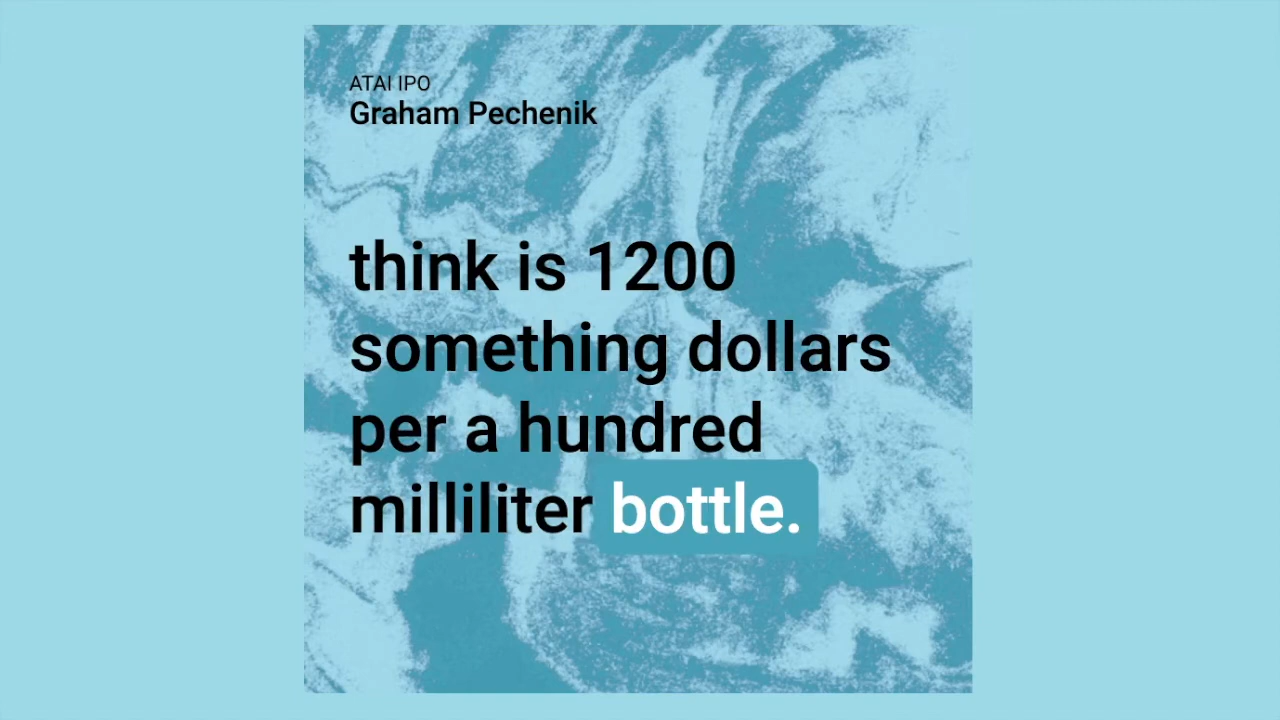 ATAI IPO
Graham Pechenik
think is 1200
something dollars
per a hundred
milliliter bottle.